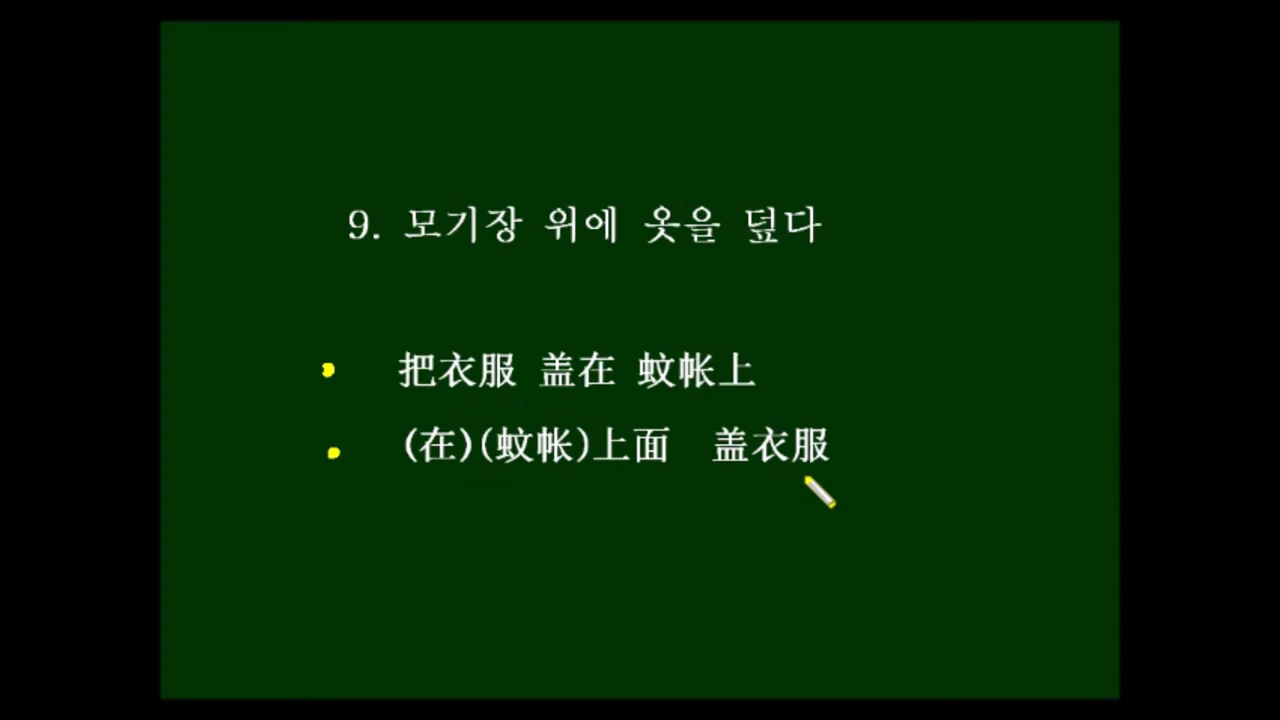 9. 모기장 위에 옷을 덮다
把衣服 盖在 蚊帐上
(在)(蚊帐)上面 盖衣服